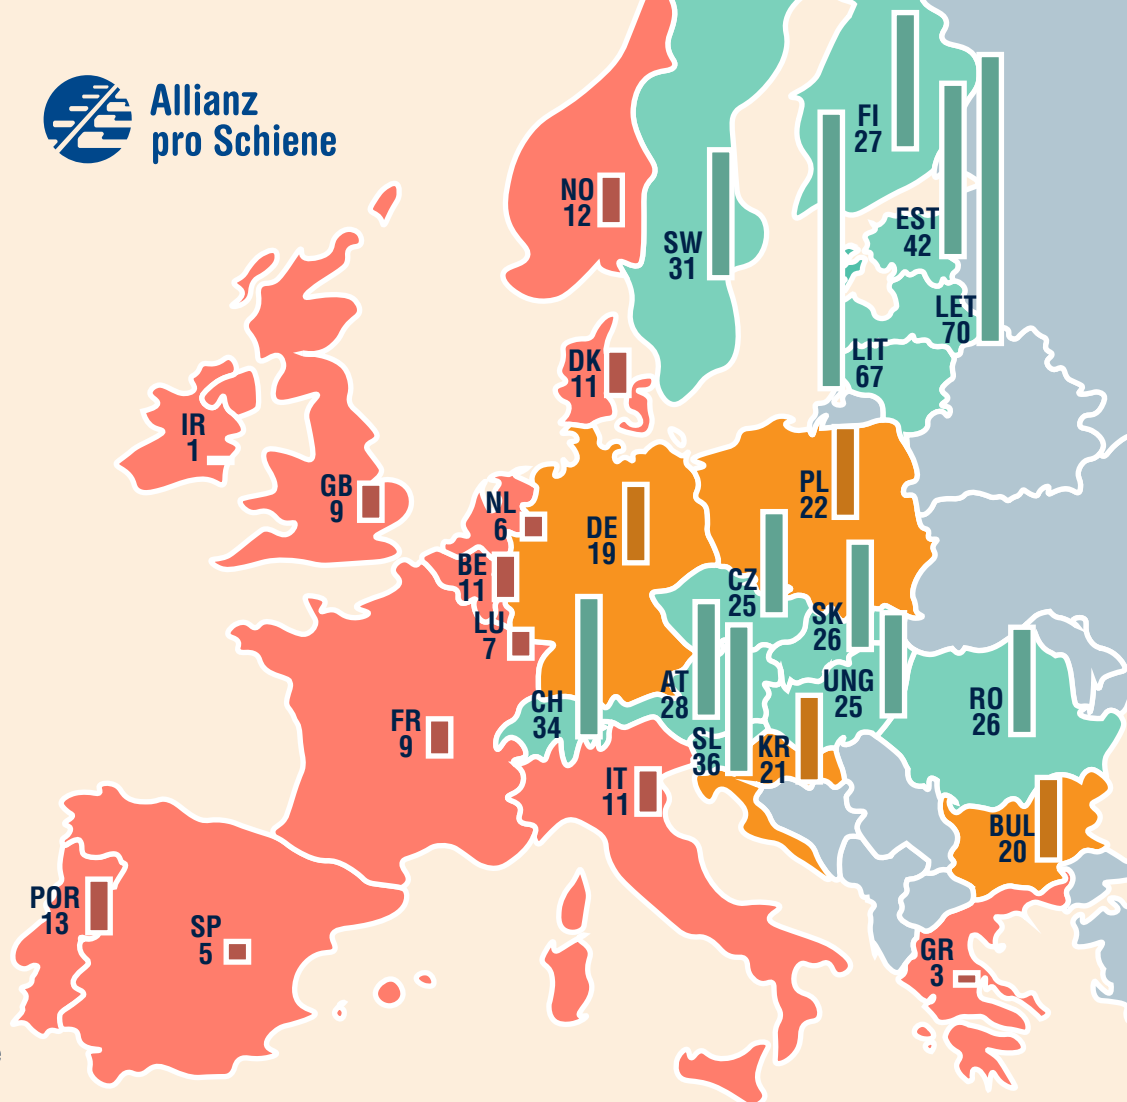 Allianz
pro Schiene
FI
27
NO
12
EST
42
SW
31
LET
70
LIT
67
DK
11
IR
1
GB
9
NL
6
PL
22
DE
19
BE
11
CZ
25
SK
26
LU
7
UNG
25
AT
28
RO
26
CH
34
FR
9
SL
36
KR
21
IT
11
BUL
20
POR
13
SP
5
GR
3